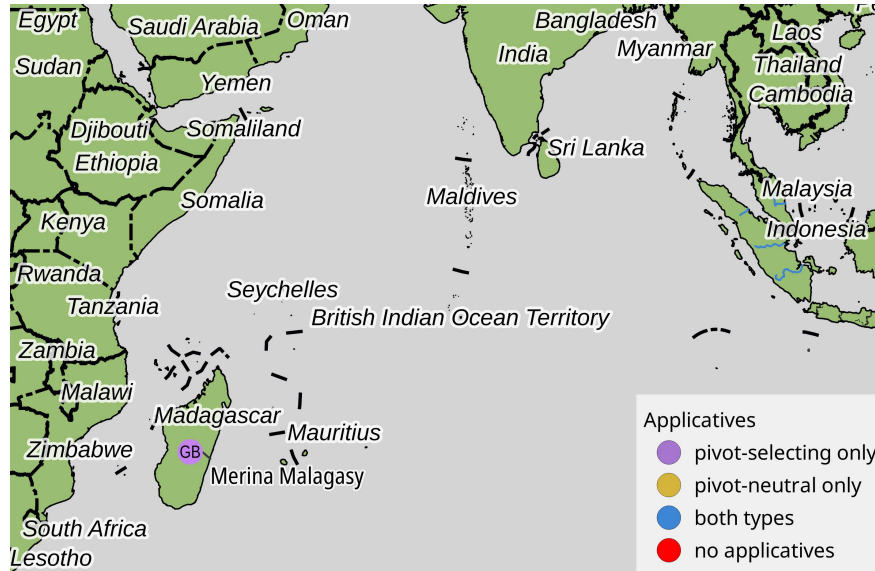 Egypt
Saudi Arabia
Oman
Bangladesh
Laos
India
Myanmar
Sudan
Thailand
Yemen
Cambodia
Djibouti
Somaliland
Sri Lanka
Ethiopia
Maldives
Malaysia
Somalia
Kenya
Indonesia
Rwanda
Seychelles
Tanzania
British Indian Ocean Territory
Zambia
Malawi
Madagascar
Mauritius
Zimbabwe
GB
Merina Malagasy
South Africa
Lesotho
Applicatives
pivot-selecting only
pivot-neutral only
both types
no applicatives